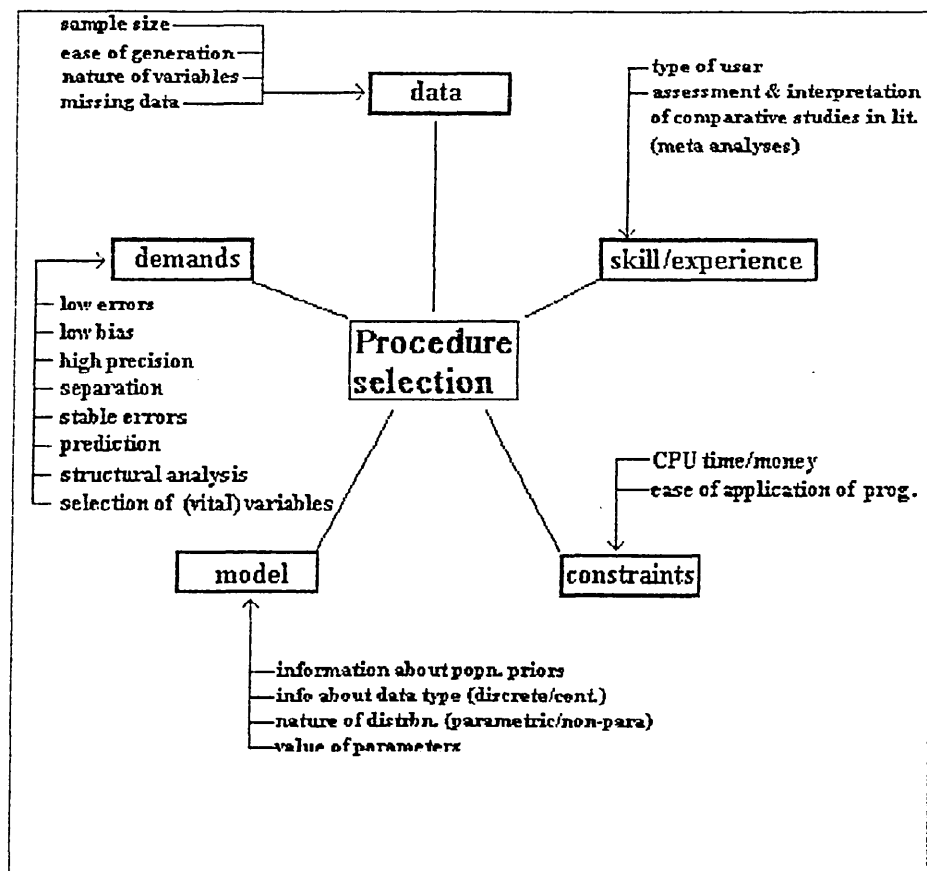 sample size
ease of generation
nature of variables
missing data
data
type of user
assessment & interpretation
of comparative studies in lit.
(meta analyses)
skill/experience
demands
low errors
low bias
high precision
separation
stable errors
prediction
structural analysis
selection of (vital) variables
Procedure
selection
CPU time/money
ease of application of prog.
constraints
model
information about popn. priors
info about data type (discrete/cont.)
nature of distrbn. (parametric/non-para)
value of parameters